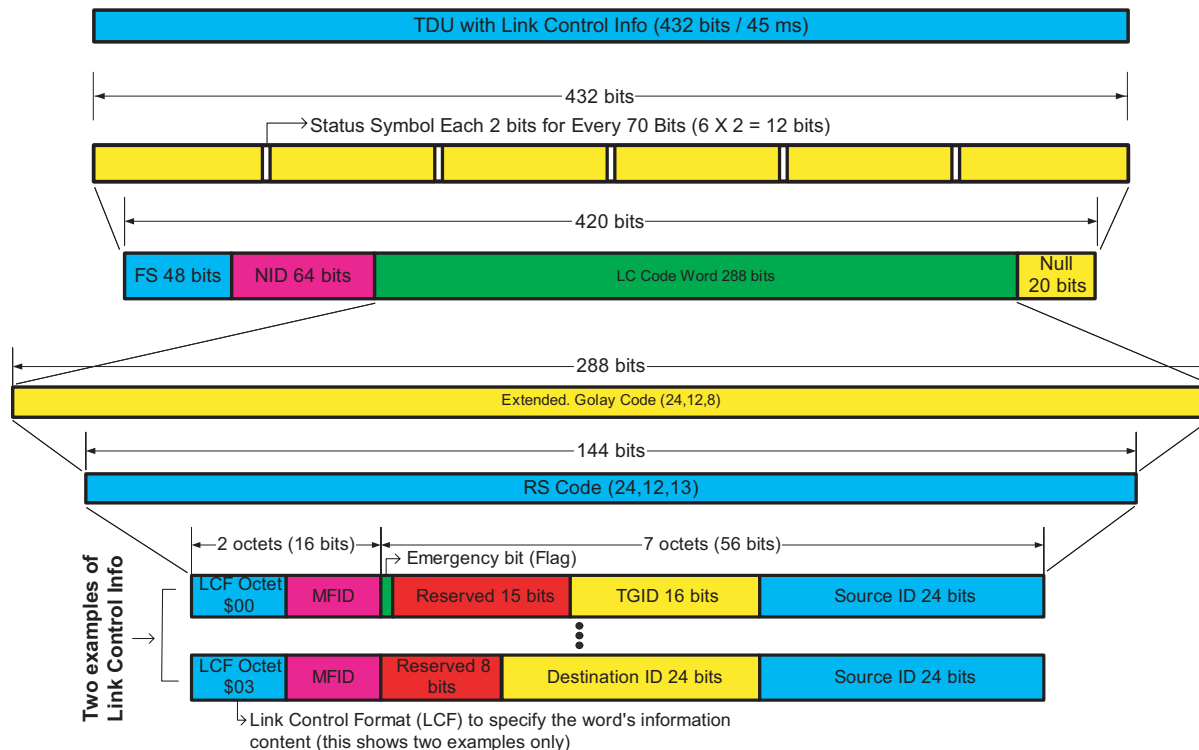 TDU with Link Control Info (432 bits / 45 ms)
432 bits
Status Symbol Each 2 bits for Every 70 Bits (6 X 2 = 12 bits)
420 bits
FS 48 bits
NID 64 bits
LC Code Word 288 bits
Null
20 bits
288 bits
Extended. Golay Code (24,12,8)
144 bits
RS Code (24,12,13)
2 octets (16 bits)
7 octets (56 bits)
Emergency bit (Flag)
Two examples of
Link Control Info
LCF Octet
$00
MFID
Reserved 15 bits
TGID 16 bits
Source ID 24 bits
LCF Octet
$03
MFID
Reserved 8
bits
Destination ID 24 bits
Source ID 24 bits
Link Control Format (LCF) to specify the word's information
content (this shows two examples only)